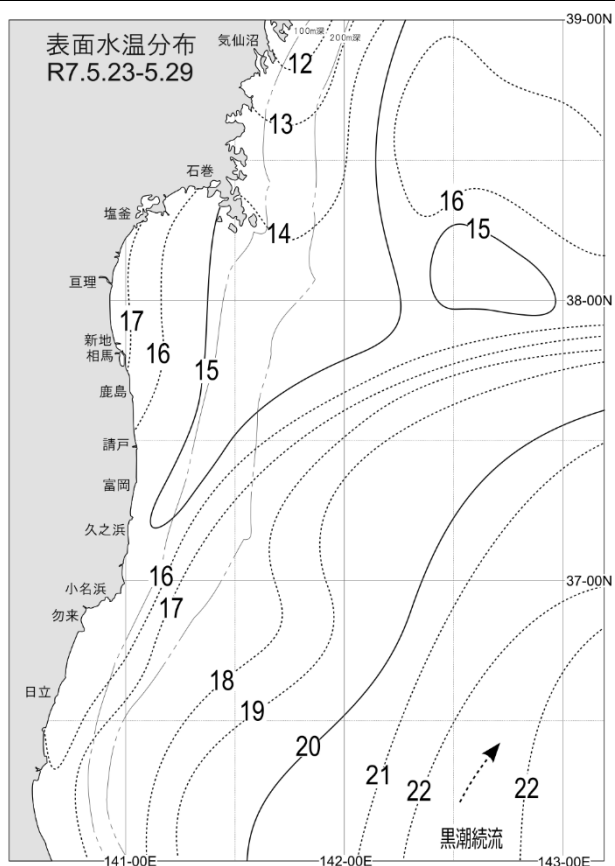 39-00N
表面水温分布
R7.5.23-5.29
気仙沼
100m深
200m深
12
13
石巻
16
塩釜
14
15
亘理
38-00N
17
新地
16
相馬
15
鹿島
請戸
富岡
久之浜
16
37-00N
小名浜
17
勿来
18
日立
19
20
21
22
22
黒潮続流
141-00E
142-00E
143-00E